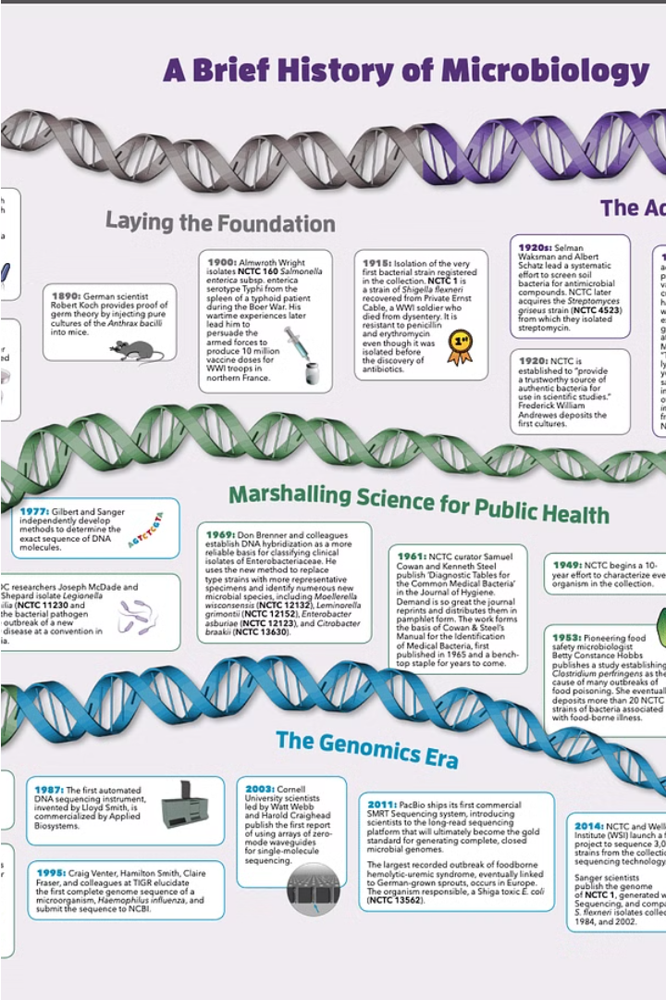 A Brief History of Microbiology
Laying the Foundation
The Ad
1890: German scientist
Robert Koch provides proof of
germ theory by injecting pure
cultures of the Anthrax bacilli
into mice.
1900: Almwroth Wright
isolates NCTC 160 Salmonella
enterica subsp. enterica
serotype Typhi from the
spleen of a typhoid patient
during the Boer War. His
wartime experiences later
lead him to
persuade the
armed forces to
produce 10 million
vaccine doses for
WWI troops in
northern France.
1915: Isolation of the very
first bacterial strain registered
in the collection. NCTC 1 is
a strain of Shigella flexneri
recovered from Private Ernst
Cable, a WWI soldier who
died from dysentery. It is
resistant to penicillin
and erythromycin
even though it was
isolated before
the discovery of
antibiotics.
1st
1920s: Selman
Waksman and Albert
Schatz lead a systematic
effort to screen soil
bacteria for antimicrobial
compounds. NCTC later
acquires the Streptomyces
griseus strain (NCTC 4523)
from which they isolated
streptomycin.
1920: NCTC is
established to "provide
a trustworthy source of
authentic bacteria for
use in scientific studies."
Frederick William
Andrewes deposits the
first cultures.
Marshalling Science for Public Health
1977: Gilbert and Sanger
independently develop
methods to determine the
exact sequence of DNA
molecules.
AGTCTCGTA
DC researchers Joseph McDade and
Shepard isolate Legionella
ilia (NCTC 11230 and
the bacterial pathogen
outbreak of a new
disease at a convention in
ia.
1969: Don Brenner and colleagues
establish DNA hybridization as a more
reliable basis for classifying clinical
isolates of Enterobacteriaceae. He
uses the new method to replace
type strains with more representative
specimens and identify numerous new
microbial species, including Moellerella
wisconsensis (NCTC 12132), Leminorella
grimontii (NCTC 12152), Enterobacter
asburiae (NCTC 12123), and Citrobacter
braakii (NCTC 13630).
1961: NCTC curator Samuel
Cowan and Kenneth Steel
publish 'Diagnostic Tables for
the Common Medical Bacteria'
in the Journal of Hygiene.
Demand is so great the journal
reprints and distributes them in
pamphlet form. The work forms
the basis of Cowan & Steel's
Manual for the Identification
of Medical Bacteria, first
published in 1965 and a bench-
top staple for years to come.
1949: NCTC begins a 10-
year effort to characterize eve
organism in the collection.
1953: Pioneering food
safety microbiologist
Betty Constance Hobbs
publishes a study establishing
Clostridium perfringens as the
cause of many outbreaks of
food poisoning. She eventuall
deposits more than 20 NCTC
strains of bacteria associated
with food-borne illness.
The Genomics Era
1987: The first automated
DNA sequencing instrument,
invented by Lloyd Smith, is
commercialized by Applied
Biosystems.
1995: Craig Venter, Hamilton Smith, Claire
Fraser, and colleagues at TIGR elucidate
the first complete genome sequence of a
microorganism, Haemophilus influenza, and
submit the sequence to NCBI.
2003: Cornell
University scientists
led by Watt Webb
and Harold Craighead
publish the first report
of using arrays of zero-
mode waveguides
for single-molecule
sequencing.
2011: PacBio ships its first commercial
SMRT Sequencing system, introducing
scientists to the long-read sequencing
platform that will ultimately become the gold
standard for generating complete, closed
microbial genomes.
The largest recorded outbreak of foodborne
hemolytic-uremic syndrome, eventually linked
to German-grown sprouts, occurs in Europe.
The organism responsible, a Shiga toxic E. coli
(NCTC 13562).
2014: NCTC and Wellc
Institute (WSI) launch a f
project to sequence 3,0
strains from the collectio
sequencing technology.
Sanger scientists
publish the genome
of NCTC 1, generated w
Sequencing, and compa
S. flexneri isolates collec
1984, and 2002.